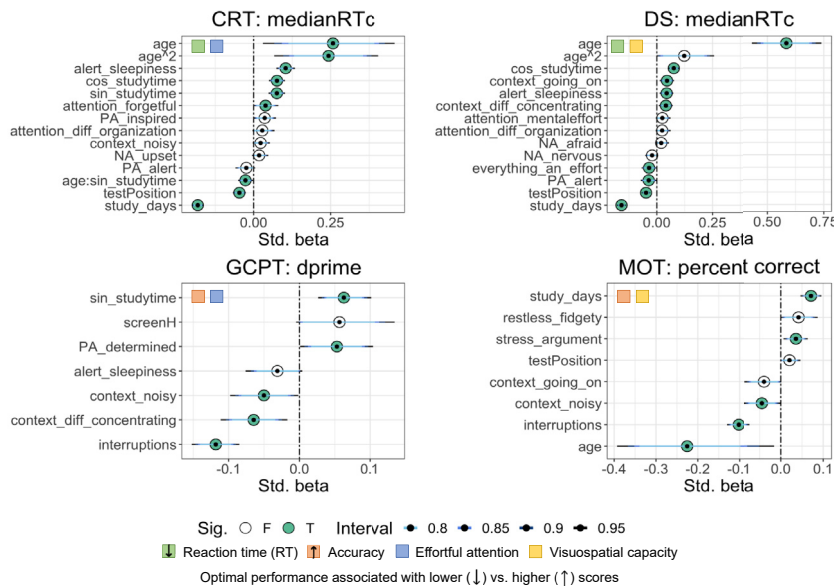 CRT: medianRTc
age
age^2
alert_sleepiness
cos_studytime
sin_studytime
attention_forgetful
PA_inspired
attention_diff_organization
context_noisy
NA_upset
PA_alert
age:sin_studytime
testPosition
study_days
0.00 0.25
Std. beta
DS: medianRTc
age
age^2
cos_studytime
context_going_on
alert_sleepiness
context_diff_concentrating
attention_mentaleffort
attention_diff_organization
NA_afraid
NA_nervous
everything_an_effort
PA_alert
testPosition
study_days
0.00 0.25 0.50 0.75
Std. beta
GCPT: dprime
sin_studytime
screenH
PA_determined
alert_sleepiness
context_noisy
context_diff_concentrating
interruptions
-0.1 0.0 0.1
Std. beta
MOT: percent correct
study_days
restless_fidgety
stress_argument
testPosition
context_going_on
context_noisy
interruptions
age
-0.4 -0.3 -0.2 -0.1 0.0 0.1
Std. beta
Sig. F T Interval 0.8 0.85 0.9 0.95
↓ Reaction time (RT) ↑ Accuracy Effortful attention Visuospatial capacity
Optimal performance associated with lower (↓) vs. higher (↑) scores